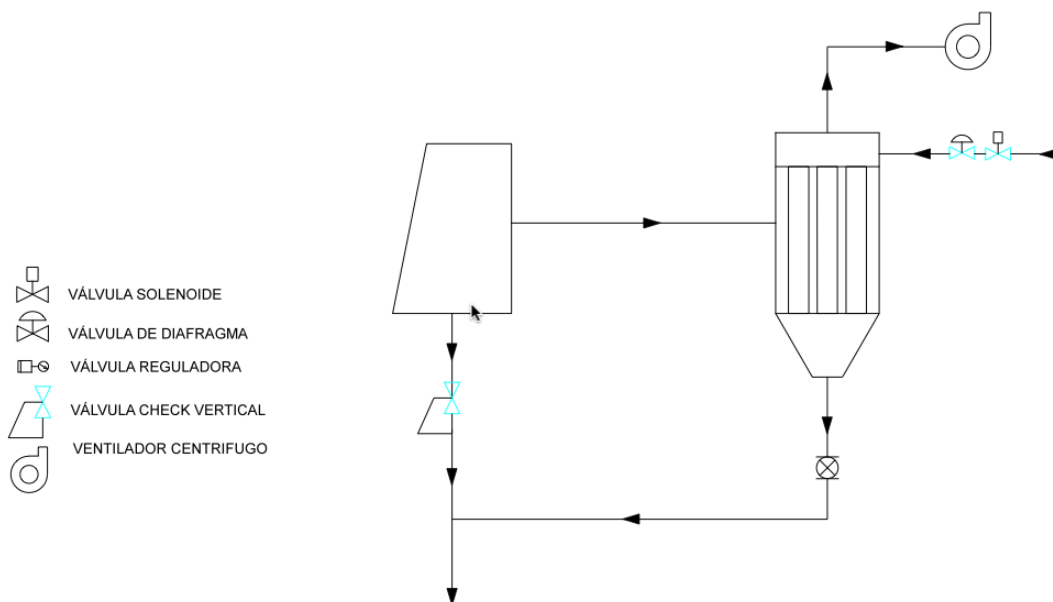 VÁLVULA SOLENOIDE
VÁLVULA DE DIAFRAGMA
VÁLVULA REGULADORA
VÁLVULA CHECK VERTICAL
VENTILADOR CENTRIFUGO